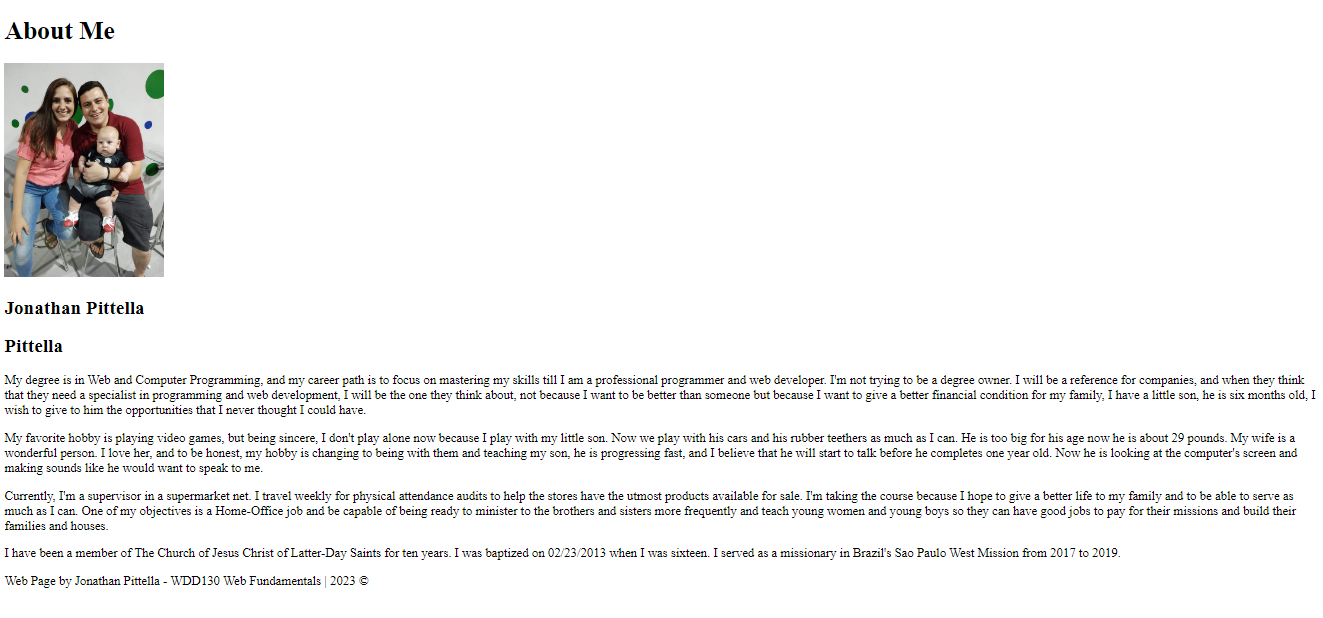 About Me
Jonathan Pittella
Pittella
My degree is in Web and Computer Programming, and my career path is to focus on mastering my skills till I am a professional programmer and web developer. I'm not trying to be a degree owner. I will be a reference for companies, and when they think
that they need a specialist in programming and web development, I will be the one they think about, not because I want to be better than someone but because I want to give a better financial condition for my family, I have a little son, he is six months old, I
wish to give to him the opportunities that I never thought I could have.
My favorite hobby is playing video games, but being sincere, I don't play alone now because I play with my little son. Now we play with his cars and his rubber teethers as much as I can. He is too big for his age now he is about 29 pounds. My wife is a
wonderful person. I love her, and to be honest, my hobby is changing to being with them and teaching my son, he is progressing fast, and I believe that he will start to talk before he completes one year old. Now he is looking at the computer's screen and
making sounds like he would want to speak to me.
Currently, I'm a supervisor in a supermarket net. I travel weekly for physical attendance audits to help the stores have the utmost products available for sale. I'm taking the course because I hope to give a better life to my family and to be able to serve as
much as I can. One of my objectives is a Home-Office job and be capable of being ready to minister to the brothers and sisters more frequently and teach young women and young boys so they can have good jobs to pay for their missions and build their
families and houses.
I have been a member of The Church of Jesus Christ of Latter-Day Saints for ten years. I was baptized on 02/23/2013 when I was sixteen. I served as a missionary in Brazil's Sao Paulo West Mission from 2017 to 2019.
Web Page by Jonathan Pittella - WDD130 Web Fundamentals | 2023 ©